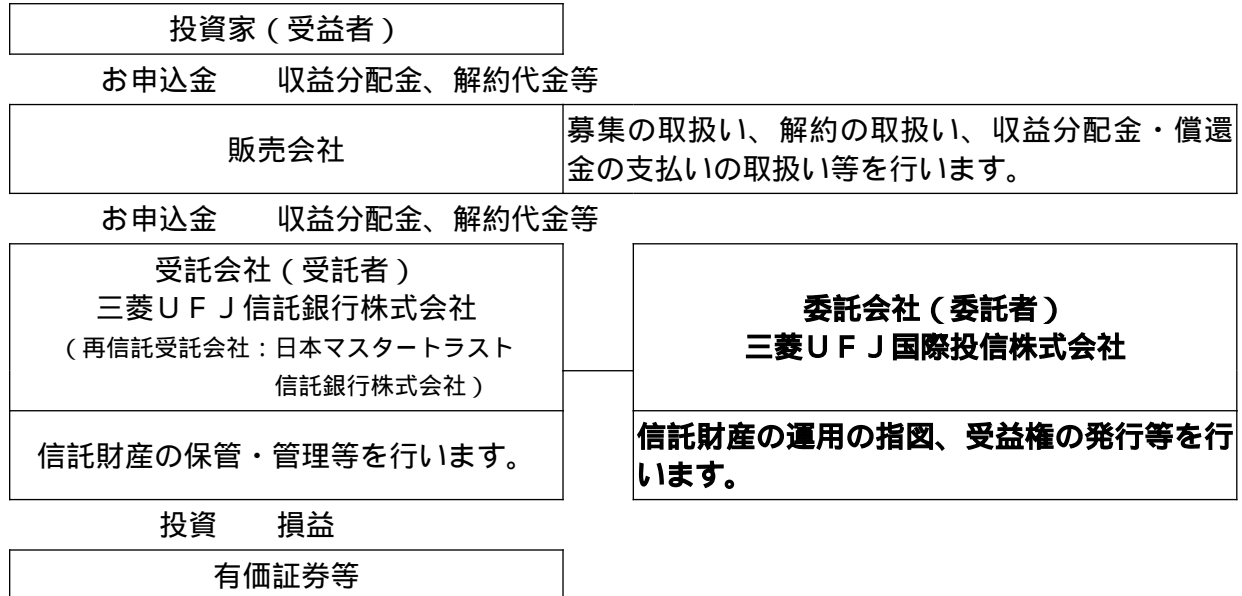 投資家（受益者）
お申込金　　収益分配金、解約代金等
販売会社
募集の取扱い、解約の取扱い、収益分配金・償還
金の支払いの取扱い等を行います。
お申込金　　収益分配金、解約代金等
受託会社（受託者）
三菱ＵＦＪ信託銀行株式会社
（再信託受託会社：日本マスタートラスト
信託銀行株式会社）
委託会社（委託者）
三菱ＵＦＪ国際投信株式会社
信託財産の保管・管理等を行います。
信託財産の運用の指図、受益権の発行等を行
います。
投資　　損益
有価証券等